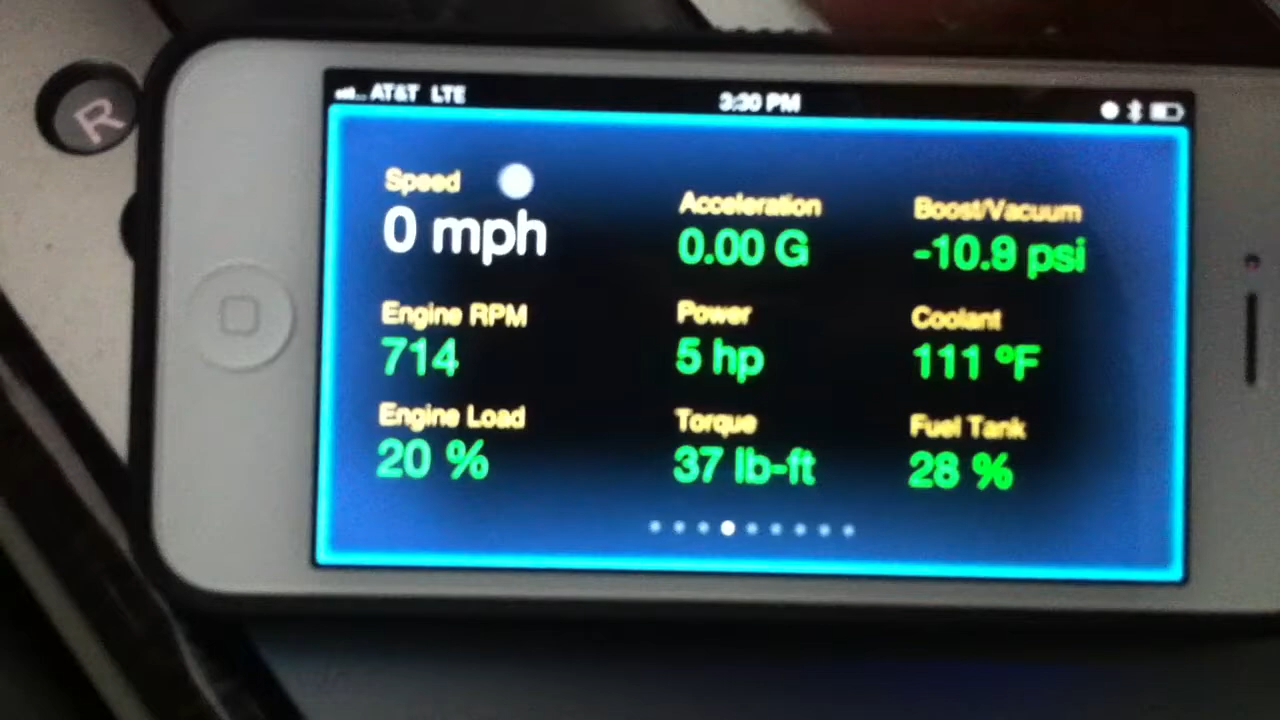 R
AT&T LTE
3:30 PM
Speed
0 mph
Acceleration
0.00 G
Boost/Vacuum
-10.9 psi
Engine RPM
714
Power
5 hp
Coolant
111 ºF
Engine Load
20 %
Torque
37 lb-ft
Fuel Tank
28 %